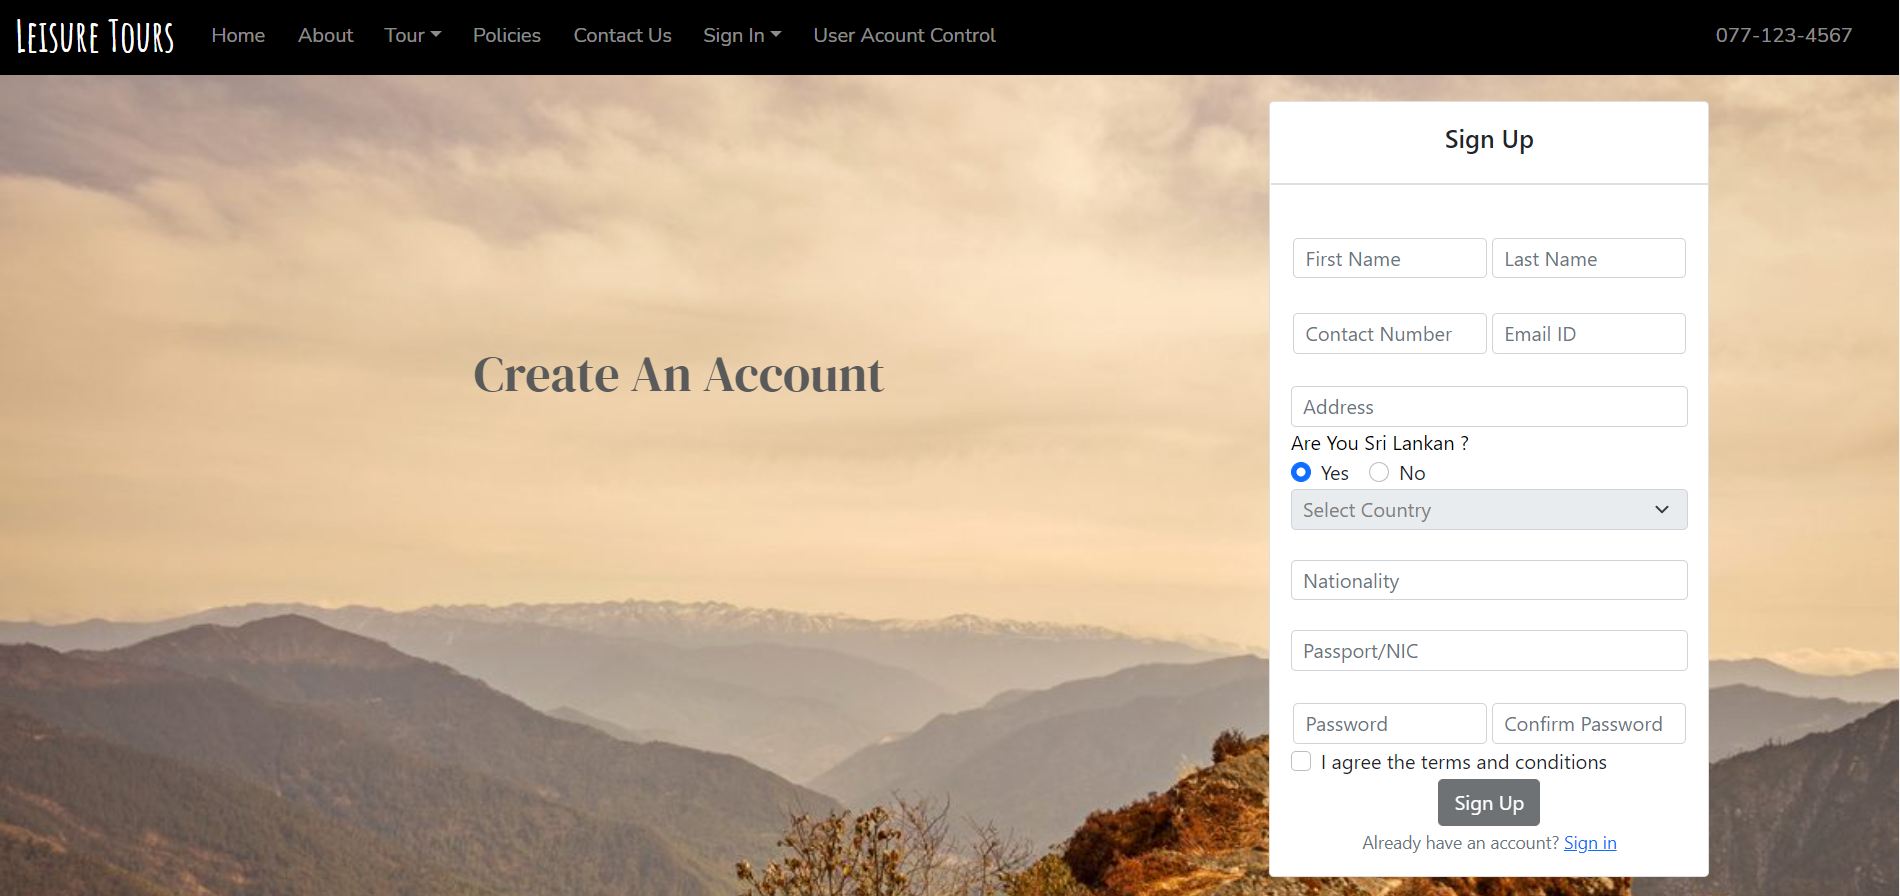 LEISURE TOURS Home About Tour Policies Contact Us Sign In User Acount Control 077-123-4567
Create An Account
Sign Up
First Name Last Name
Contact Number Email ID
Address
Are You Sri Lankan ?
Yes No
Select Country
Nationality
Passport/NIC
Password Confirm Password
I agree the terms and conditions
Sign Up
Already have an account? Sign in